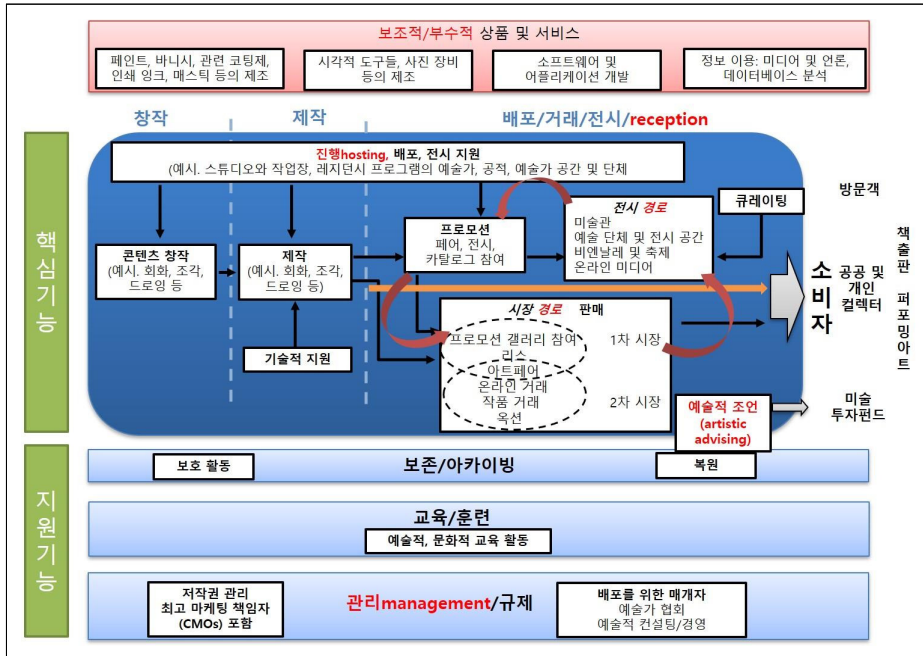 보조적/부수적 상품 및 서비스
페인트, 바니시, 관련 코팅제,
인쇄 잉크, 매스틱 등의 제조
시각적 도구들, 사진 장비
등의 제조
소프트웨어 및
어플리케이션 개발
정보 이용: 미디어 및 언론,
데이터베이스 분석
창작
제작
배포/거래/전시/reception
핵심기능
진행hosting, 배포, 전시 지원
(예시. 스튜디오와 작업장, 레지던시 프로그램의 예술가, 공적, 예술가 공간 및 단체
콘텐츠 창작
(예시. 회화, 조각,
드로잉 등
제작
(예시. 회화, 조각,
드로잉 등)
기술적 지원
프로모션
페어, 전시,
카탈로그 참여
전시 경로
미술관
예술 단체 및 전시 공간
비엔날레 및 축제
온라인 미디어
큐레이팅
시장 경로 판매
프로모션 갤러리 참여
리스
아트페어
온라인 거래
작품 거래
옥션
1차 시장
2차 시장
예술적 조언
(artistic
advising)
소비자
방문객
공공 및
개인
컬렉터
미술
투자펀드
책출판 퍼포밍아트
지원기능
보존/아카이빙
보호 활동
복원
교육/훈련
예술적, 문화적 교육 활동
관리management/규제
저작권 관리
최고 마케팅 책임자
(CMOs) 포함
배포를 위한 매개자
예술가 협회
예술적 컨설팅/경영